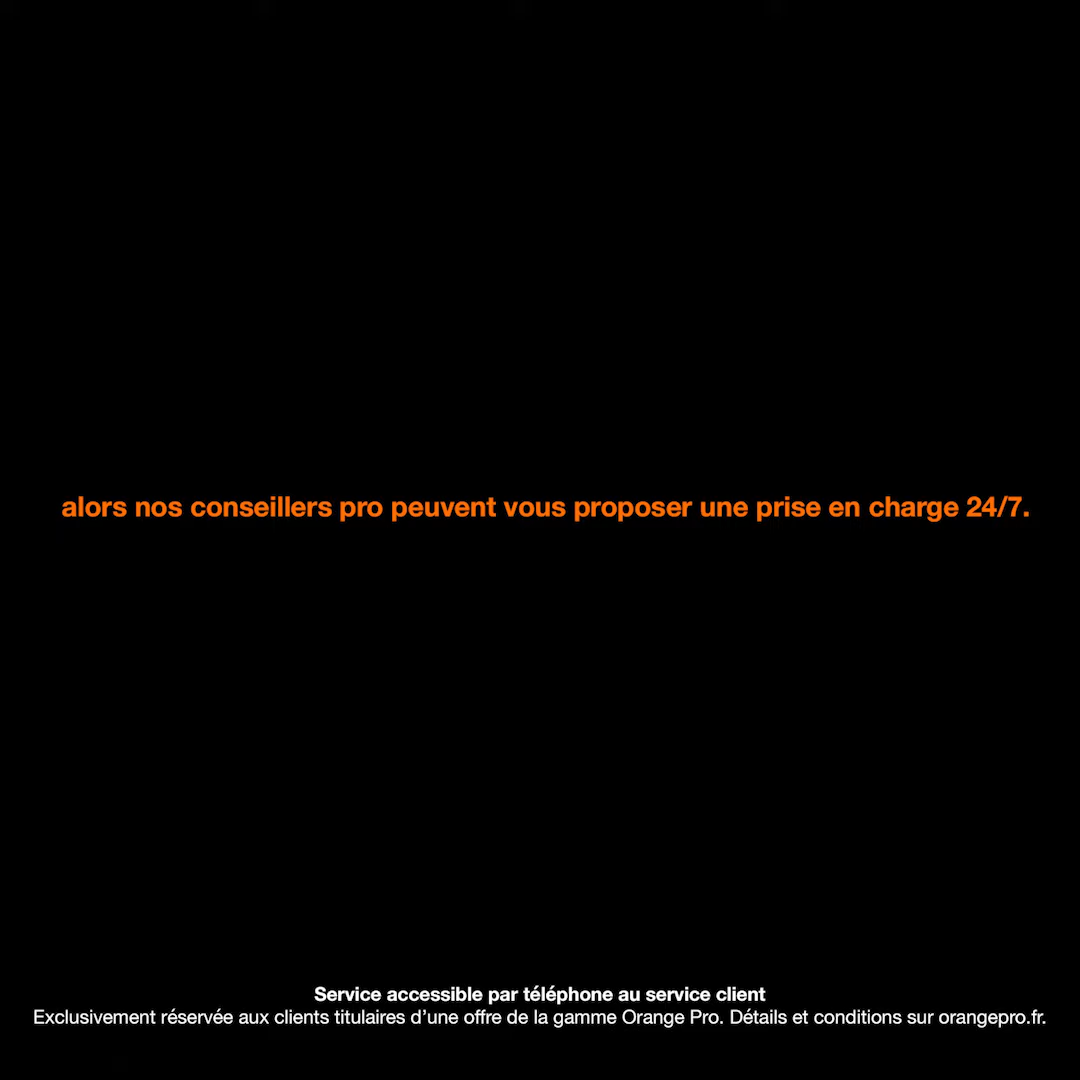 alors nos conseillers pro peuvent vous proposer une prise en charge 24/7.
Service accessible par téléphone au service client
Exclusivement réservée aux clients titulaires d’une offre de la gamme Orange Pro. Détails et conditions sur orangepro.fr.